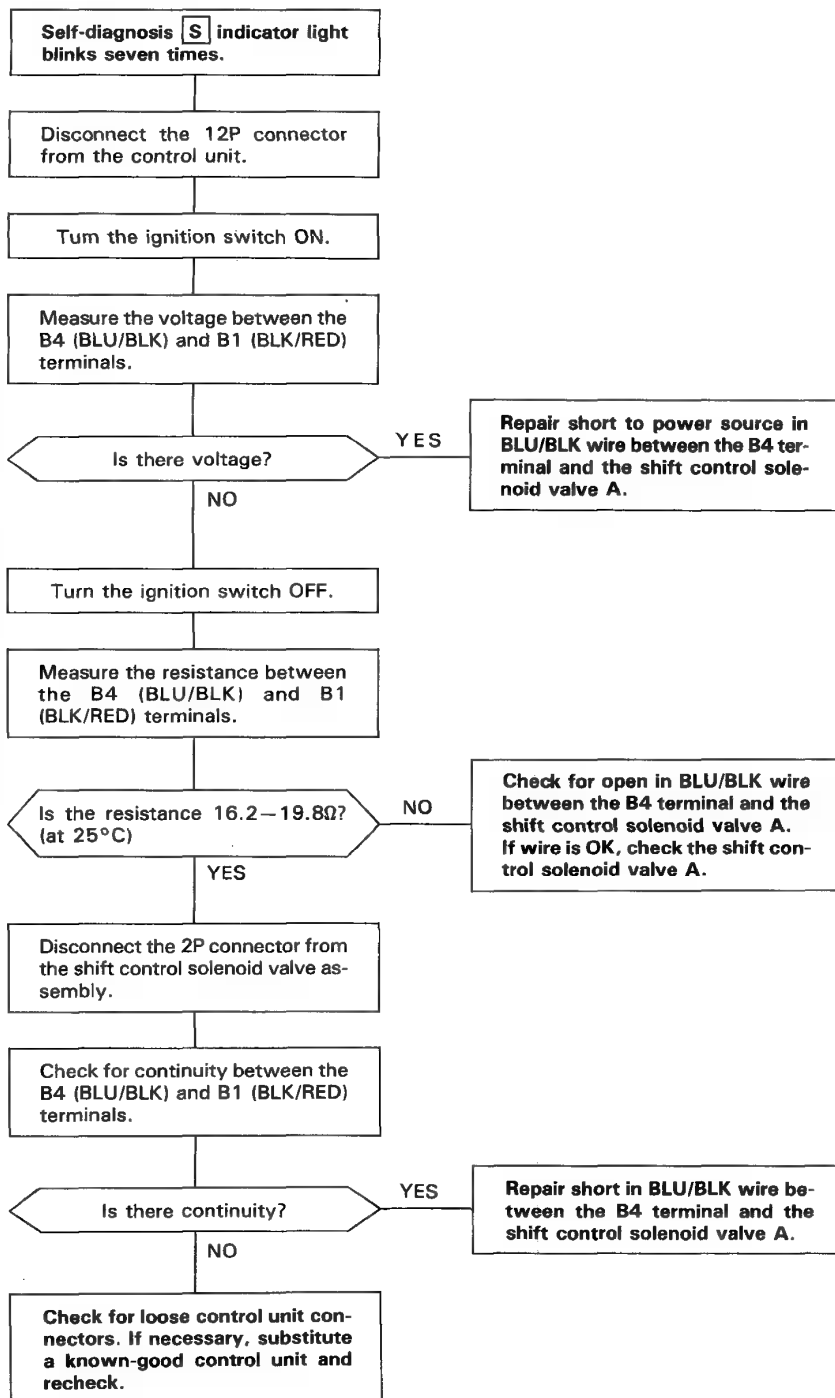 Self-diagnosis S indicator light
blinks seven times.
Disconnect the 12P connector
from the control unit.
Turn the ignition switch ON.
Measure the voltage between the
B4 (BLU/BLK) and B1 (BLK/RED)
terminals.
Is there voltage?
YES
Repair short to power source in
BLU/BLK wire between the B4 ter-
minal and the shift control sole-
noid valve A.
NO
Turn the ignition switch OFF.
Measure the resistance between
the B4 (BLU/BLK) and B1
(BLK/RED) terminals.
Is the resistance 16.2–19.8Ω?
(at 25°C)
NO
Check for open in BLU/BLK wire
between the B4 terminal and the
shift control solenoid valve A.
If wire is OK, check the shift con-
trol solenoid valve A.
YES
Disconnect the 2P connector from
the shift control solenoid valve as-
sembly.
Check for continuity between the
B4 (BLU/BLK) and B1 (BLK/RED)
terminals.
Is there continuity?
YES
Repair short in BLU/BLK wire be-
tween the B4 terminal and the
shift control solenoid valve A.
NO
Check for loose control unit con-
nectors. If necessary, substitute
a known-good control unit and
recheck.